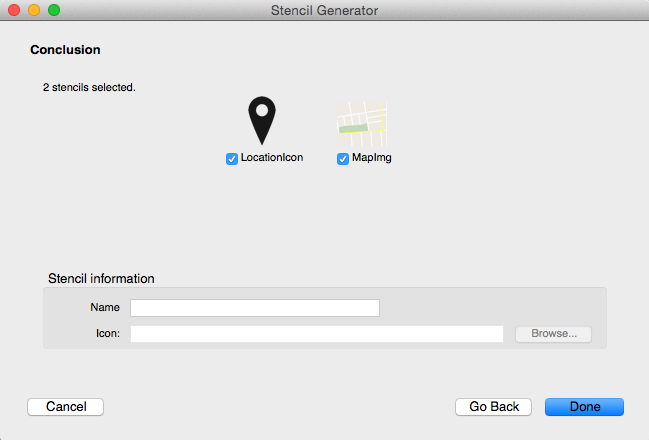 Stencil Generator
Conclusion
2 stencils selected.
LocationIcon MapImg
Stencil information
Name
Icon:
Browse...
Cancel Go Back Done